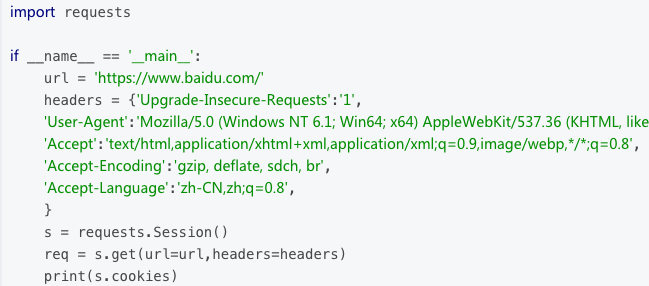 import requests
if __name__ == '__main__':
url = 'https://www.baidu.com/'
headers = {'Upgrade-Insecure-Requests':'1',
'User-Agent':'Mozilla/5.0 (Windows NT 6.1; Win64; x64) AppleWebKit/537.36 (KHTML, like
'Accept':'text/html,application/xhtml+xml,application/xml;q=0.9,image/webp,*/*;q=0.8',
'Accept-Encoding':'gzip, deflate, sdch, br',
'Accept-Language':'zh-CN,zh;q=0.8',
}
s = requests.Session()
req = s.get(url=url,headers=headers)
print(s.cookies)